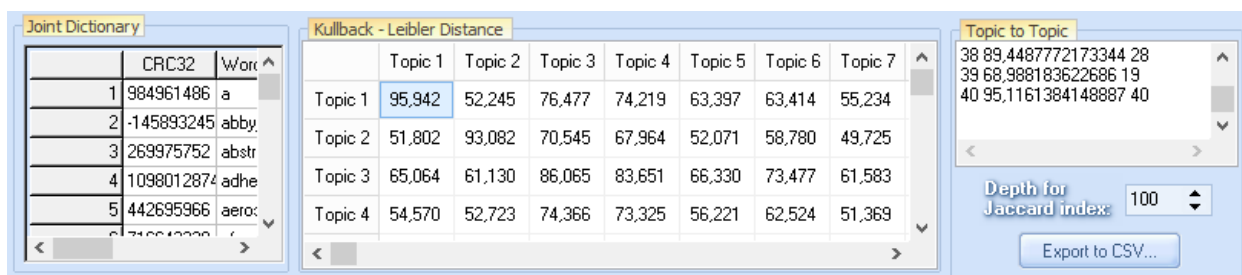 Joint Dictionary
CRC32 Word
1 984961486 a
2 -145893245 abby
3 269975752 abstr
4 1098012874 adhe
5 442695966 aeros
Kullback - Leibler Distance
Topic 1 Topic 2 Topic 3 Topic 4 Topic 5 Topic 6 Topic 7
Topic 1 95,942 52,245 76,477 74,219 63,397 63,414 55,234
Topic 2 51,802 93,082 70,545 67,964 52,071 58,780 49,725
Topic 3 65,064 61,130 86,065 83,651 66,330 73,477 61,583
Topic 4 54,570 52,723 74,366 73,325 56,221 62,524 51,369
Topic to Topic
38 89,4487772173344 28
39 68,988183622686 19
40 95,1161384148887 40
Depth for
Jaccard index: 100
Export to CSV...